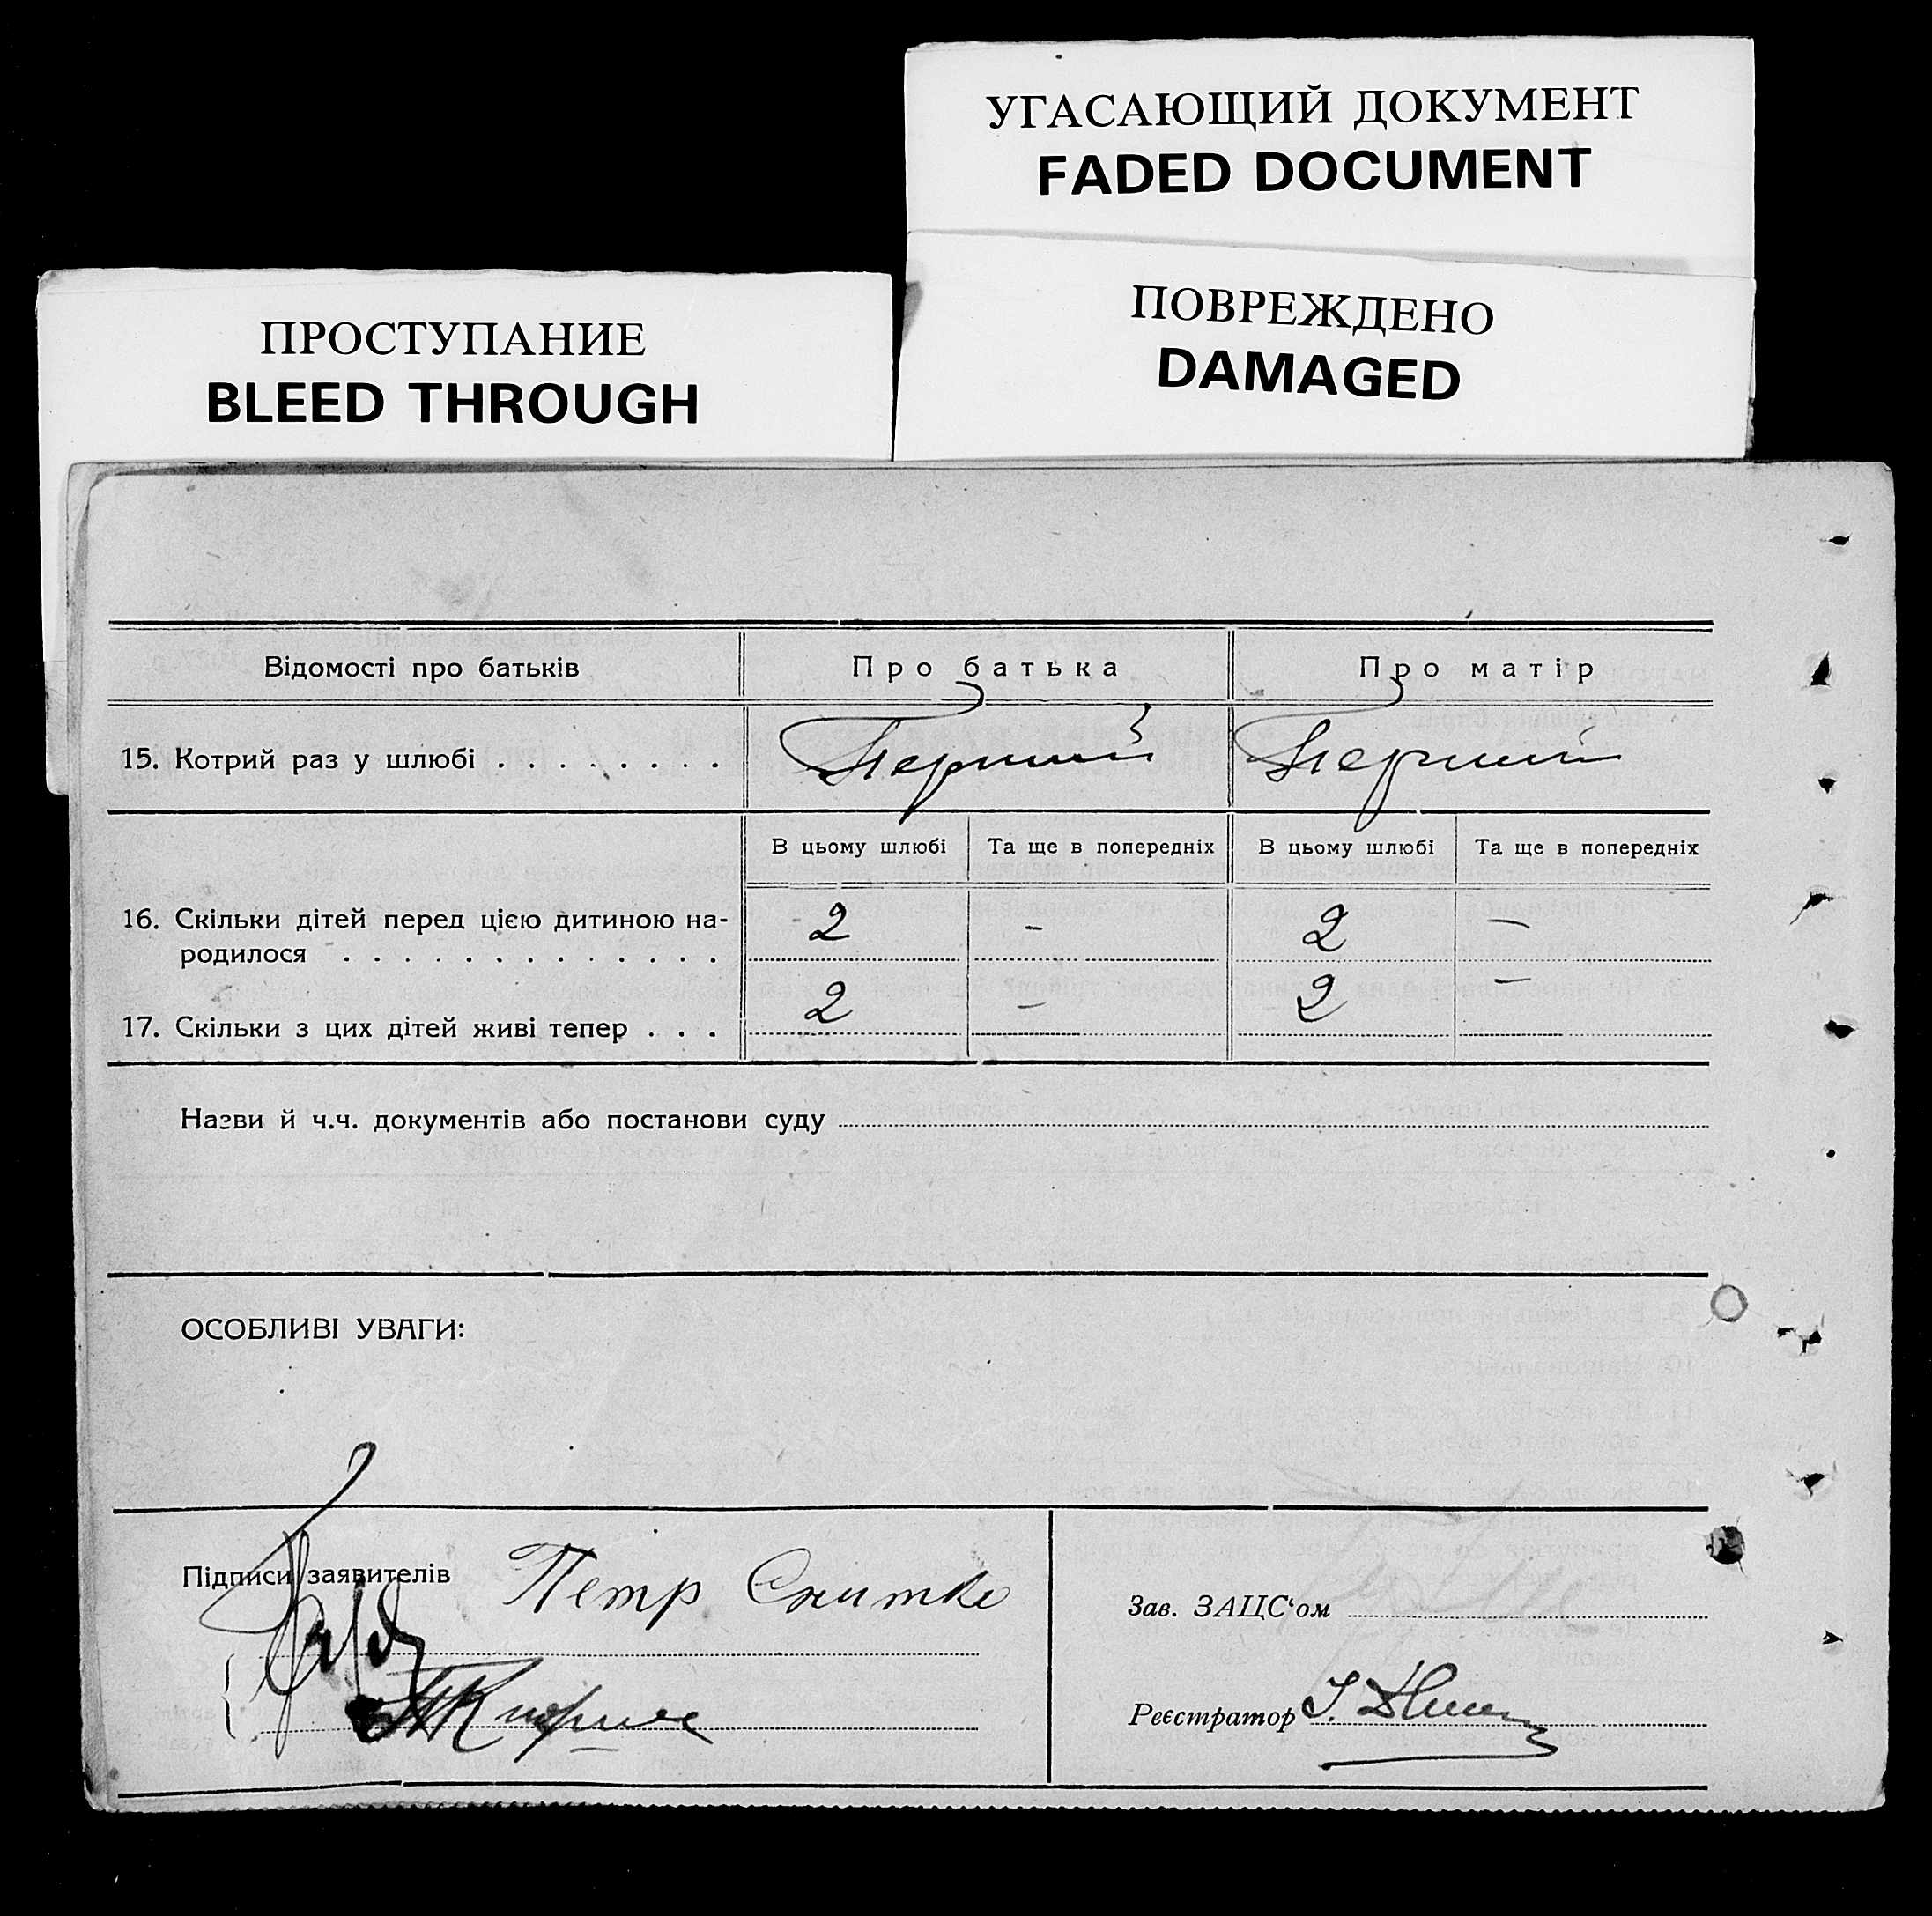 УГАСАЮЩИЙ ДОКУМЕНТ
FADED DOCUMENT
ПОВРЕЖДЕНО
DAMAGED
ПРОСТУПАНИЕ
BLEED THROUGH
Відомості про батьків Про батька Про матір
15. Котрий раз у шлюбі . . . . . . . . Перший Перший
В цьому шлюбі Та ще в попередніх В цьому шлюбі Та ще в попередніх
16. Скільки дітей перед цією дитиною на-
родилося . . . . . . . . . . . . . 2 - 2 —
17. Скільки з цих дітей живі тепер . . . 2 — 2 —
Назви й ч.ч. документів або постанови суду
ОСОБЛИВІ УВАГИ:
Підписи заявителів Петр
Зав. ЗАЦС‘ом
Реєстратор І.